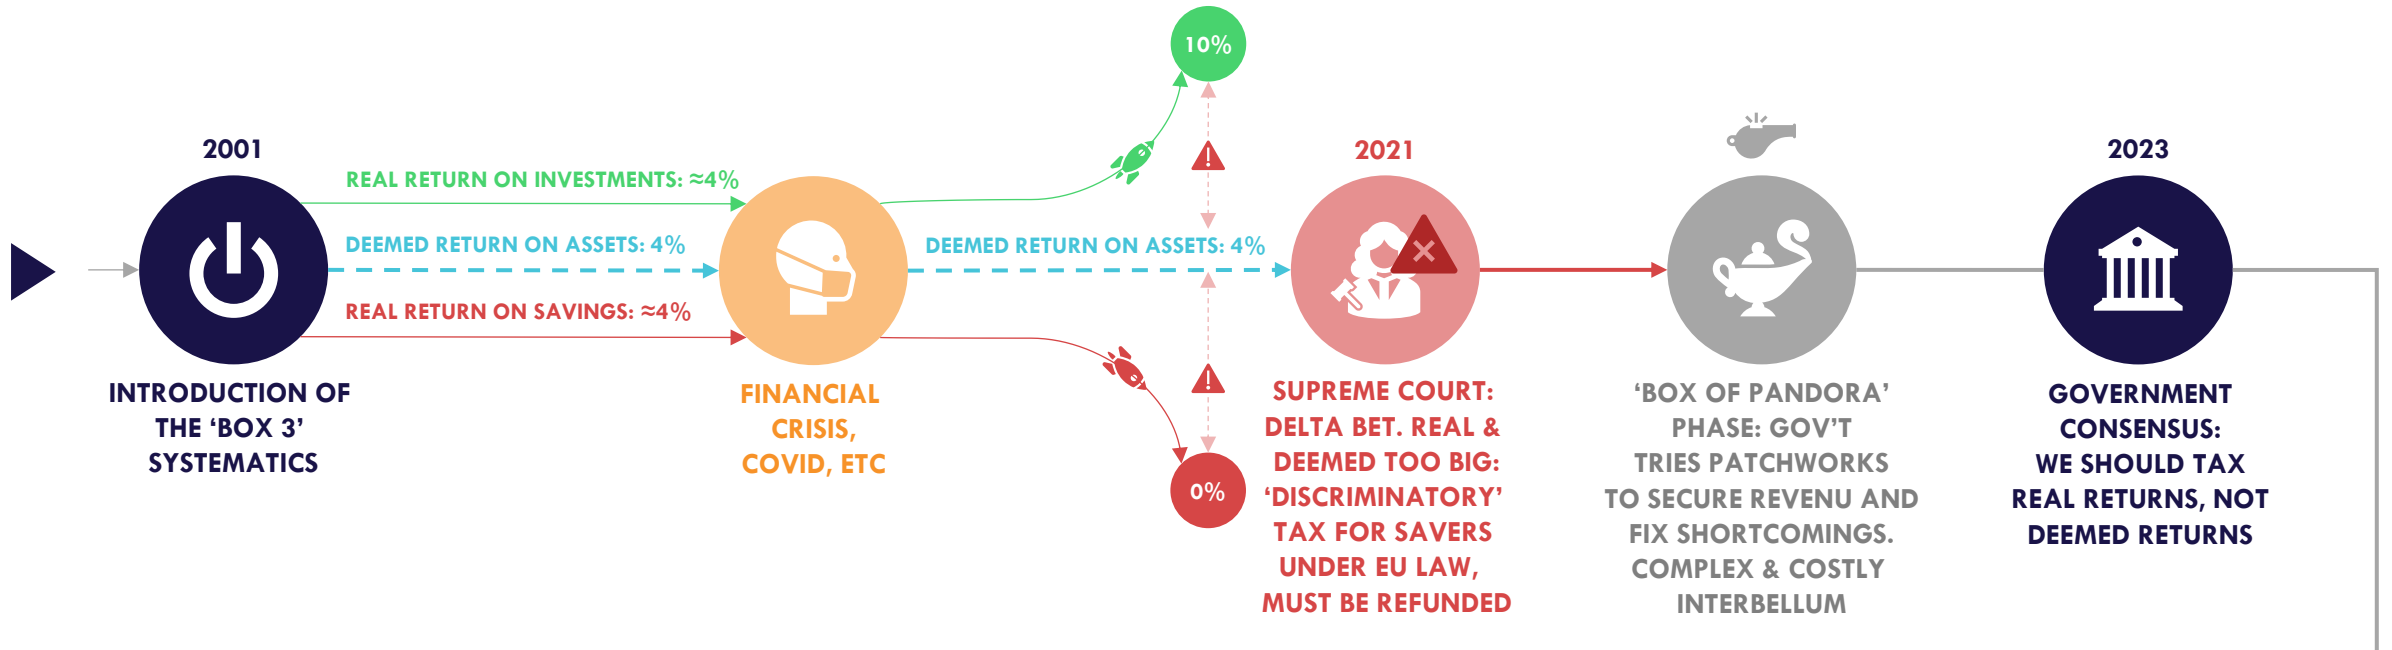 2001
INTRODUCTION OF
THE ‘BOX 3’
SYSTEMATICS
REAL RETURN ON INVESTMENTS: ≈4%
DEEMED RETURN ON ASSETS: 4%
REAL RETURN ON SAVINGS: ≈4%
FINANCIAL
CRISIS,
COVID, ETC
10%
DEEMED RETURN ON ASSETS: 4%
0%
2021
SUPREME COURT:
DELTA BET. REAL &
DEEMED TOO BIG:
‘DISCRIMINATORY’
TAX FOR SAVERS
UNDER EU LAW,
MUST BE REFUNDED
‘BOX OF PANDORA’
PHASE: GOV’T
TRIES PATCHWORKS
TO SECURE REVENU AND
FIX SHORTCOMINGS.
COMPLEX & COSTLY
INTERBELLUM
2023
GOVERNMENT
CONSENSUS:
WE SHOULD TAX
REAL RETURNS, NOT
DEEMED RETURNS